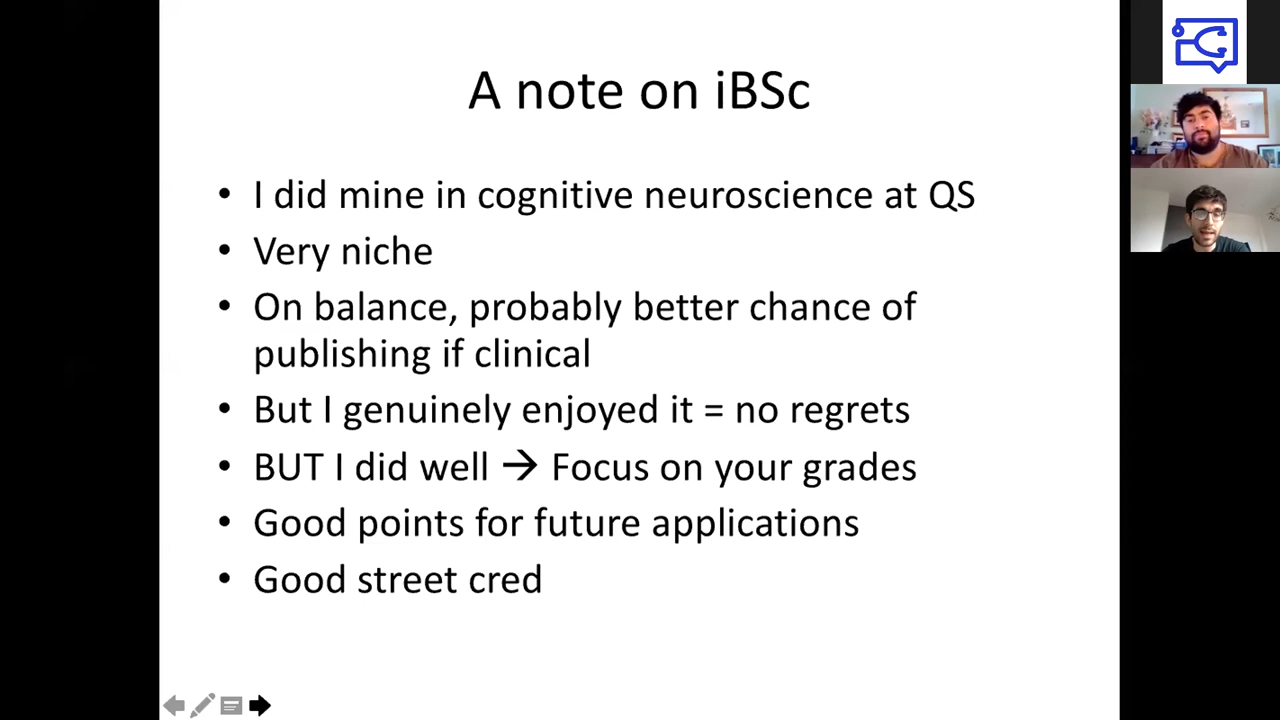 A note on iBSc
• I did mine in cognitive neuroscience at QS
• Very niche
• On balance, probably better chance of
publishing if clinical
• But I genuinely enjoyed it = no regrets
• BUT I did well → Focus on your grades
• Good points for future applications
• Good street cred